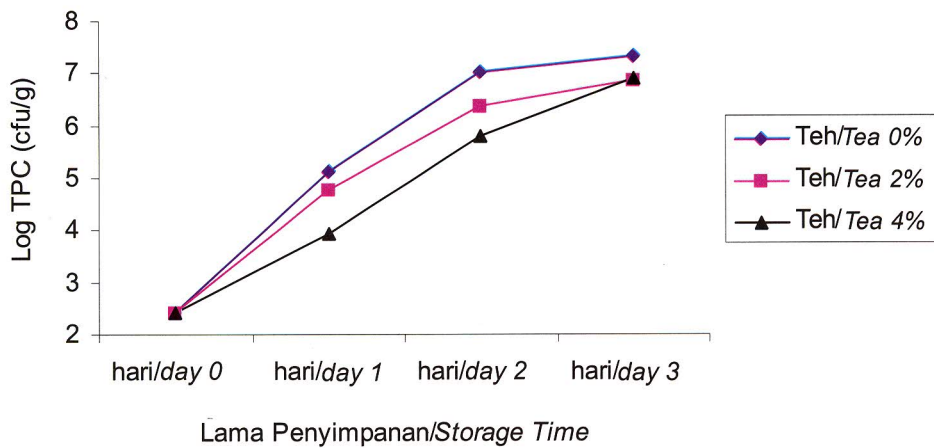 8
7
6
5
4
3
2
Log TPC (cfu/g)
hari/day 0 hari/day 1 hari/day 2 hari/day 3
Lama Penyimpanan/Storage Time
Teh/Tea 0%
Teh/Tea 2%
Teh/Tea 4%